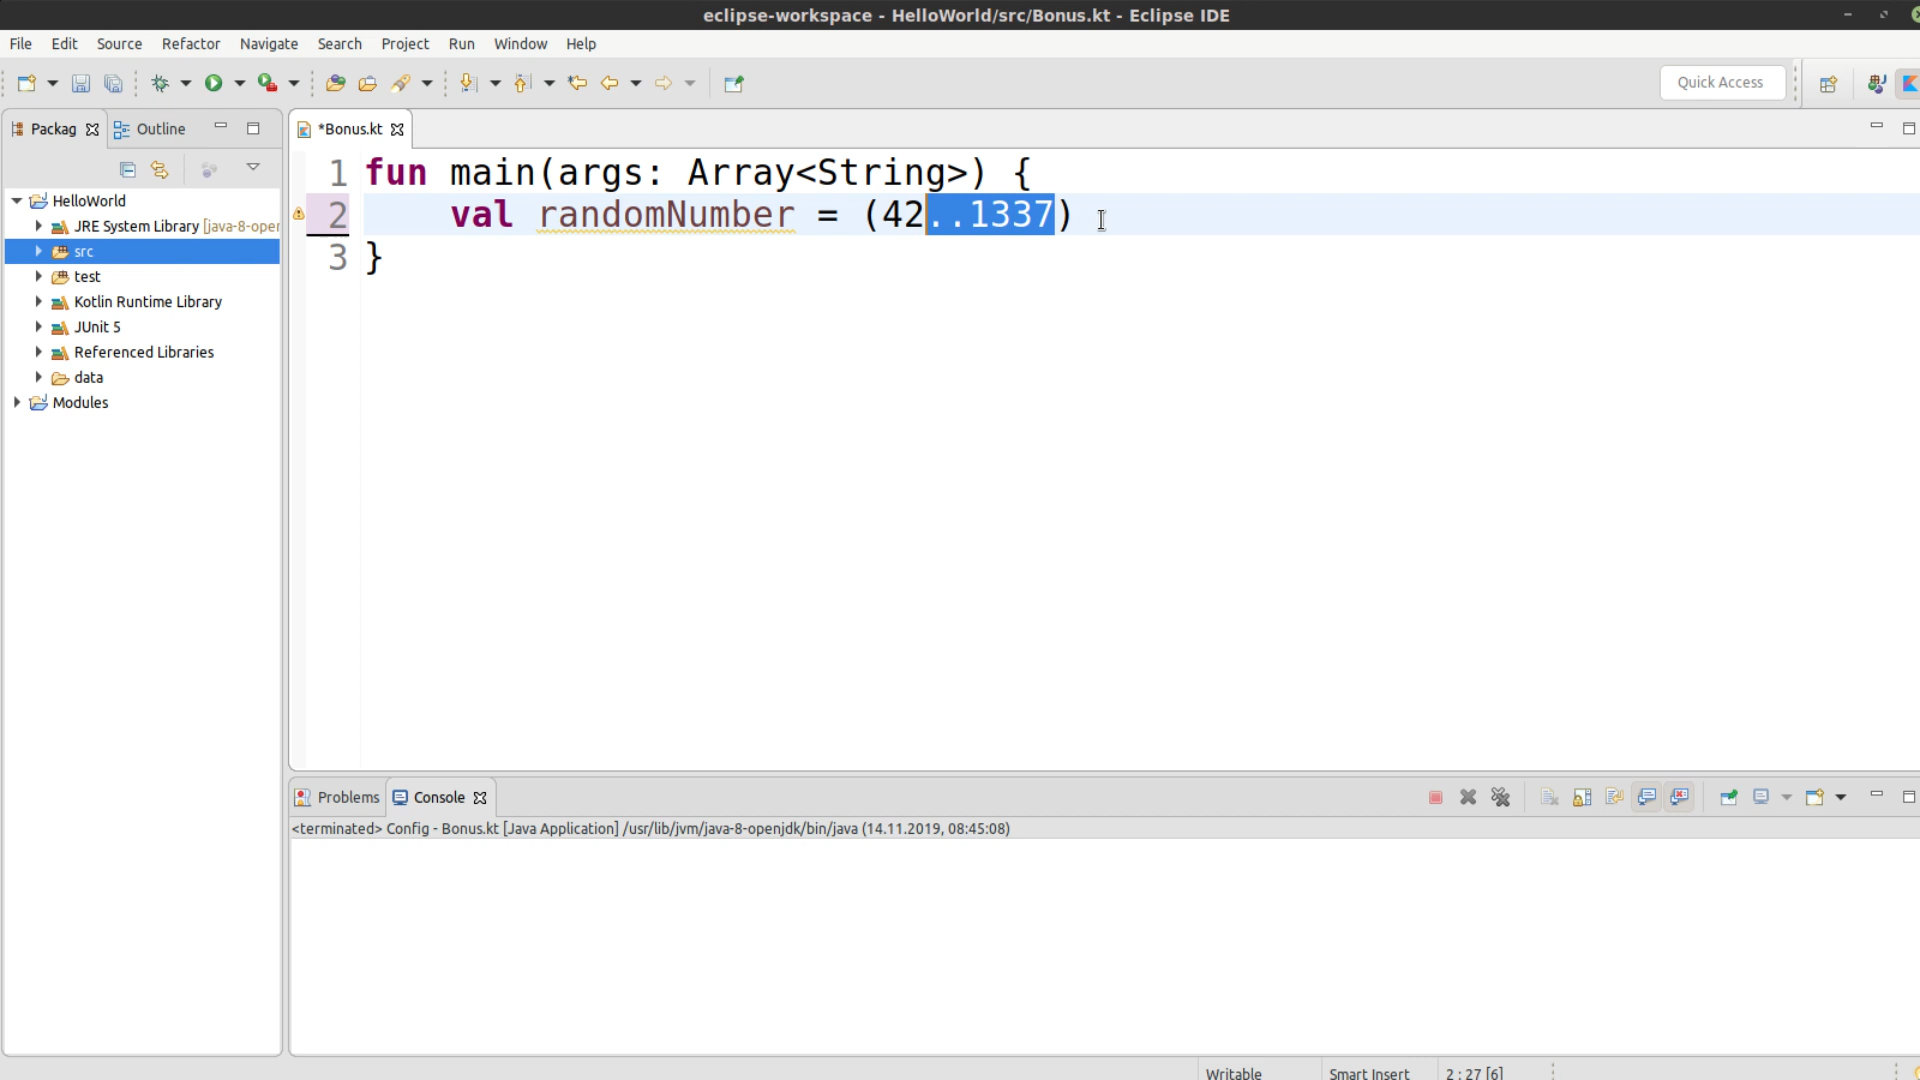 eclipse-workspace - HelloWorld/src/Bonus.kt - Eclipse IDE
File Edit Source Refactor Navigate Search Project Run Window Help
Quick Access
Packag Outline
*Bonus.kt
HelloWorld
JRE System Library [java-8-oper
src
test
Kotlin Runtime Library
JUnit 5
Referenced Libraries
data
Modules
1 fun main(args: Array<String>) {
2 val randomNumber = (42..1337)
3 }
Problems Console
<terminated> Config - Bonus.kt [Java Application] /usr/lib/jvm/java-8-openjdk/bin/java (14.11.2019, 08:45:08)
Writable Smart Insert 2 : 27 [6]